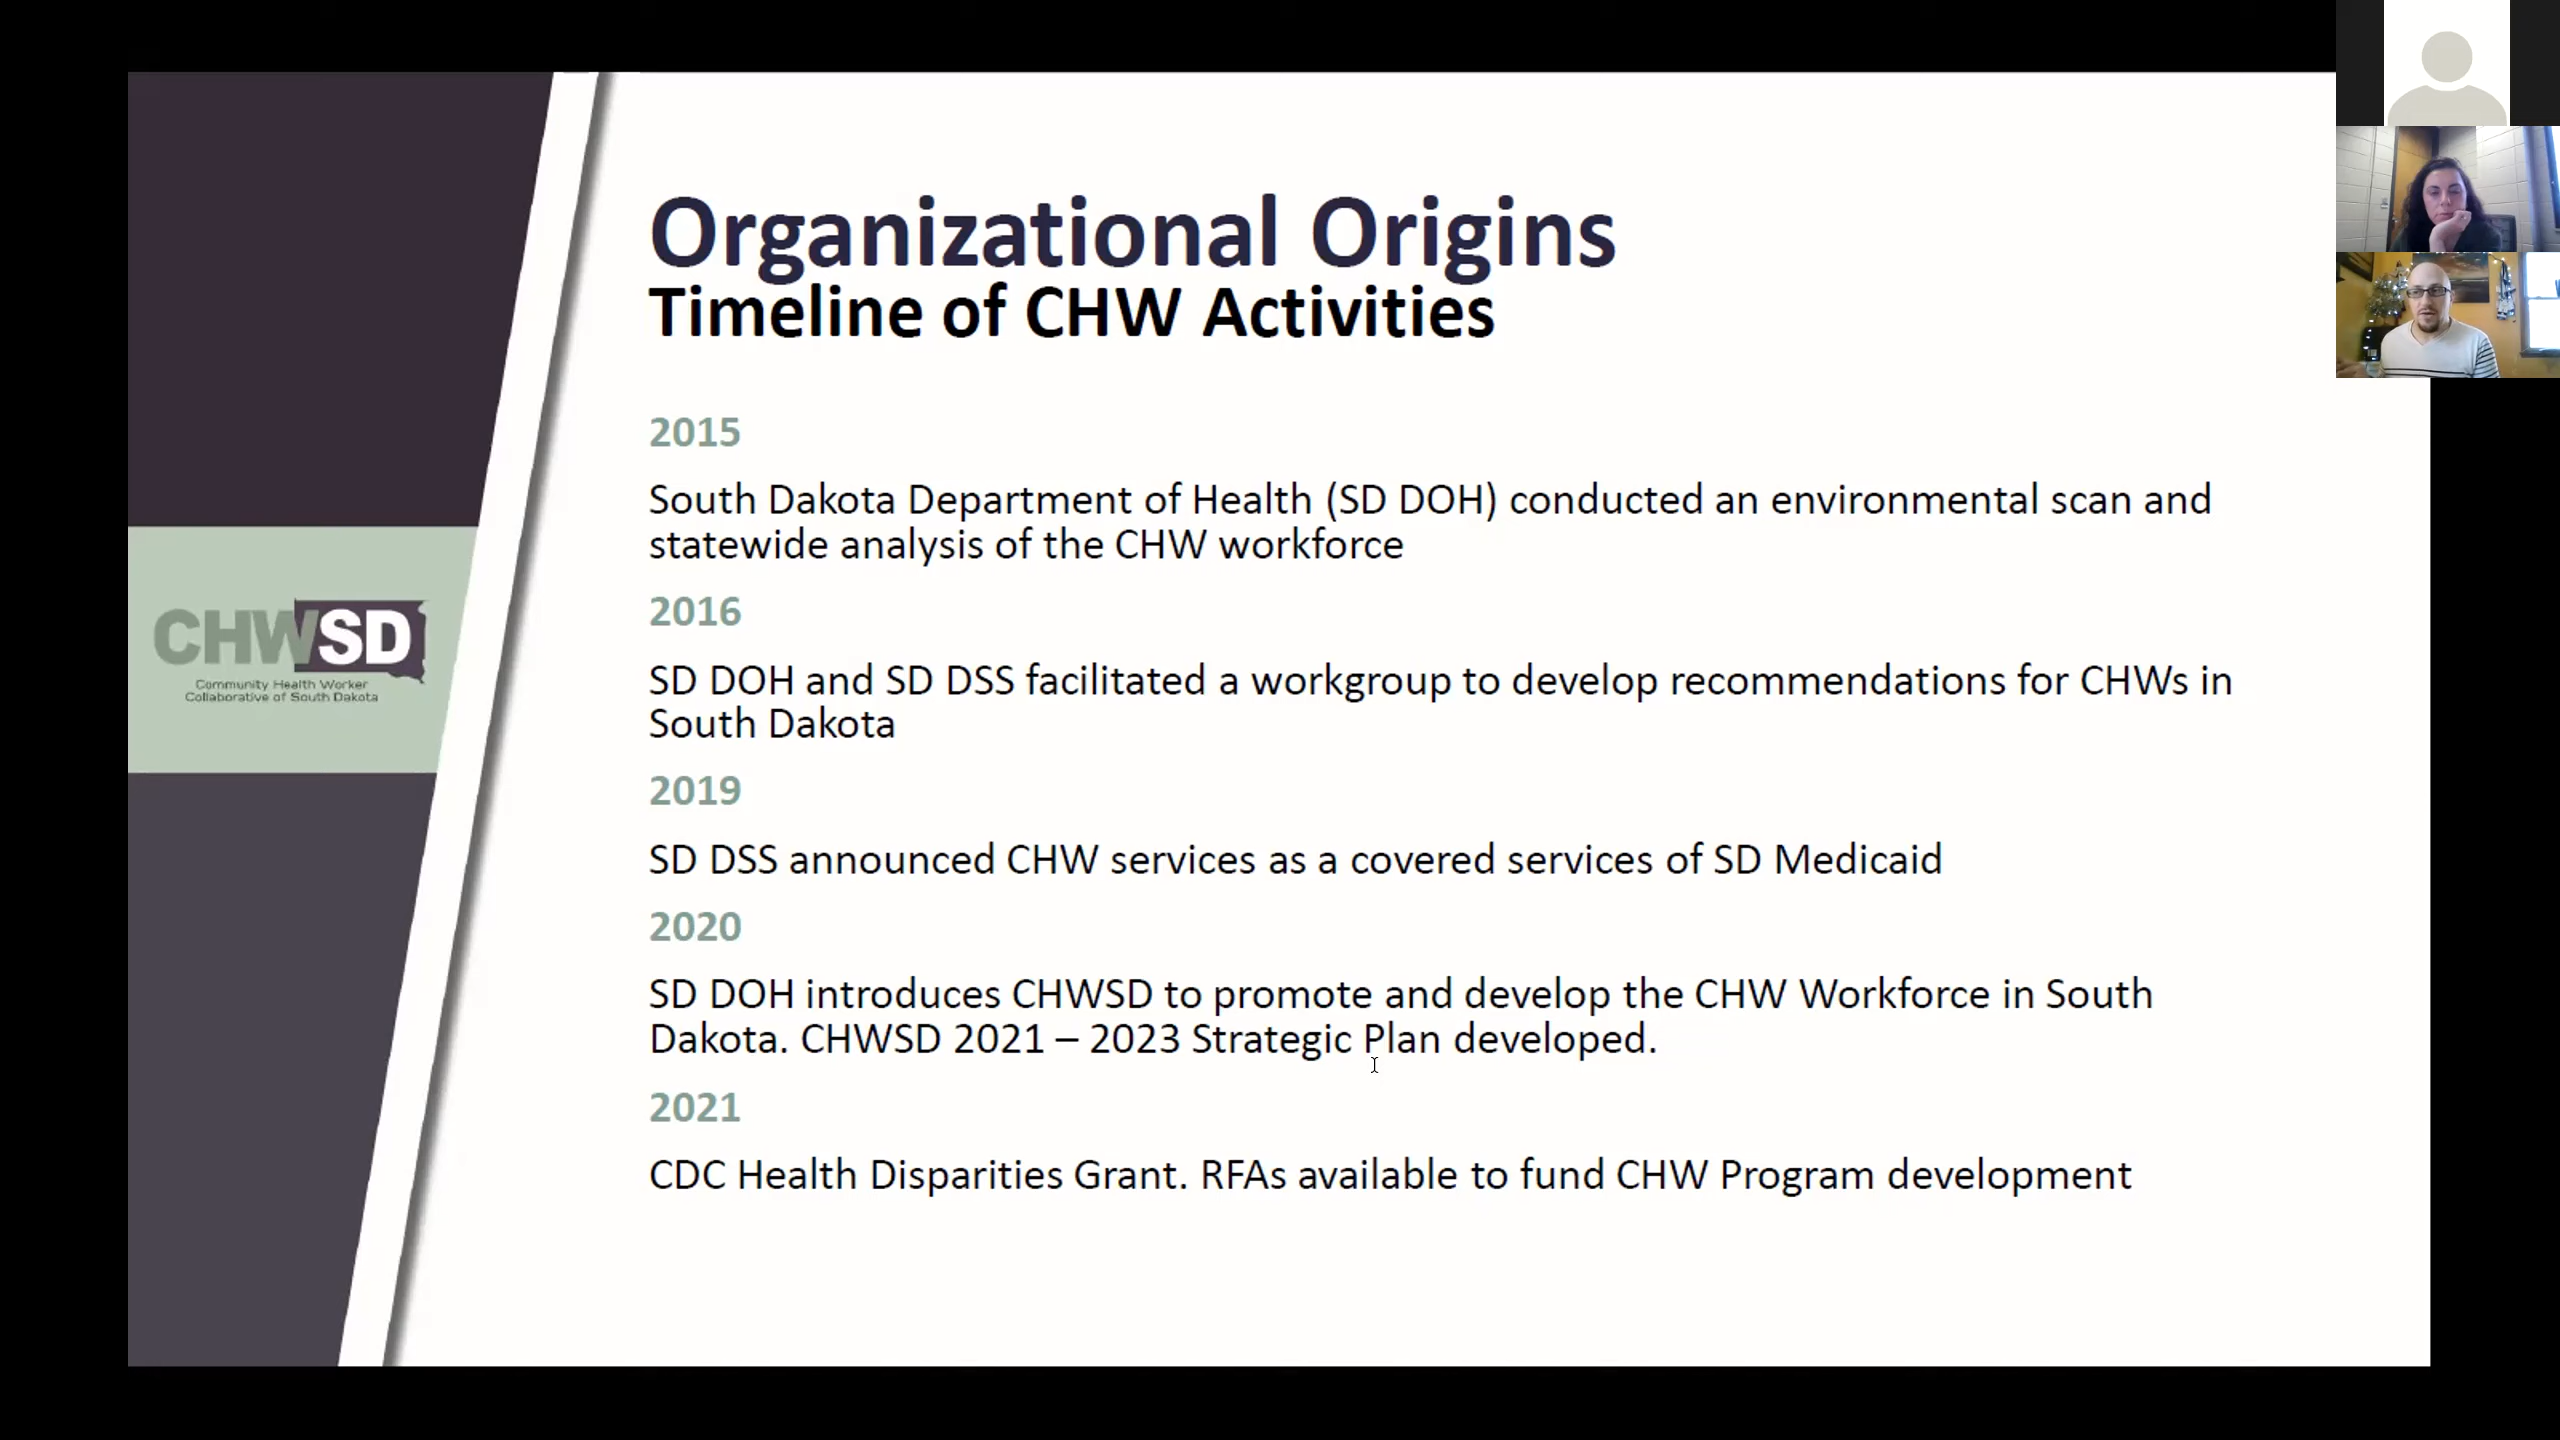 Organizational Origins
Timeline of CHW Activities
2015
South Dakota Department of Health (SD DOH) conducted an environmental scan and
statewide analysis of the CHW workforce
2016
SD DOH and SD DSS facilitated a workgroup to develop recommendations for CHWs in
South Dakota
2019
SD DSS announced CHW services as a covered services of SD Medicaid
2020
SD DOH introduces CHWSD to promote and develop the CHW Workforce in South
Dakota. CHWSD 2021 – 2023 Strategic Plan developed.
2021
CDC Health Disparities Grant. RFAs available to fund CHW Program development
CHWSD
Community Health Worker
Collaborative of South Dakota